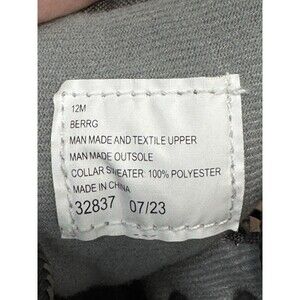 12M
BERRG
MAN MADE AND TEXTILE UPPER
MAN MADE OUTSOLE
COLLAR SWEATER: 100% POLYESTER
MADE IN CHINA
32837 07/23